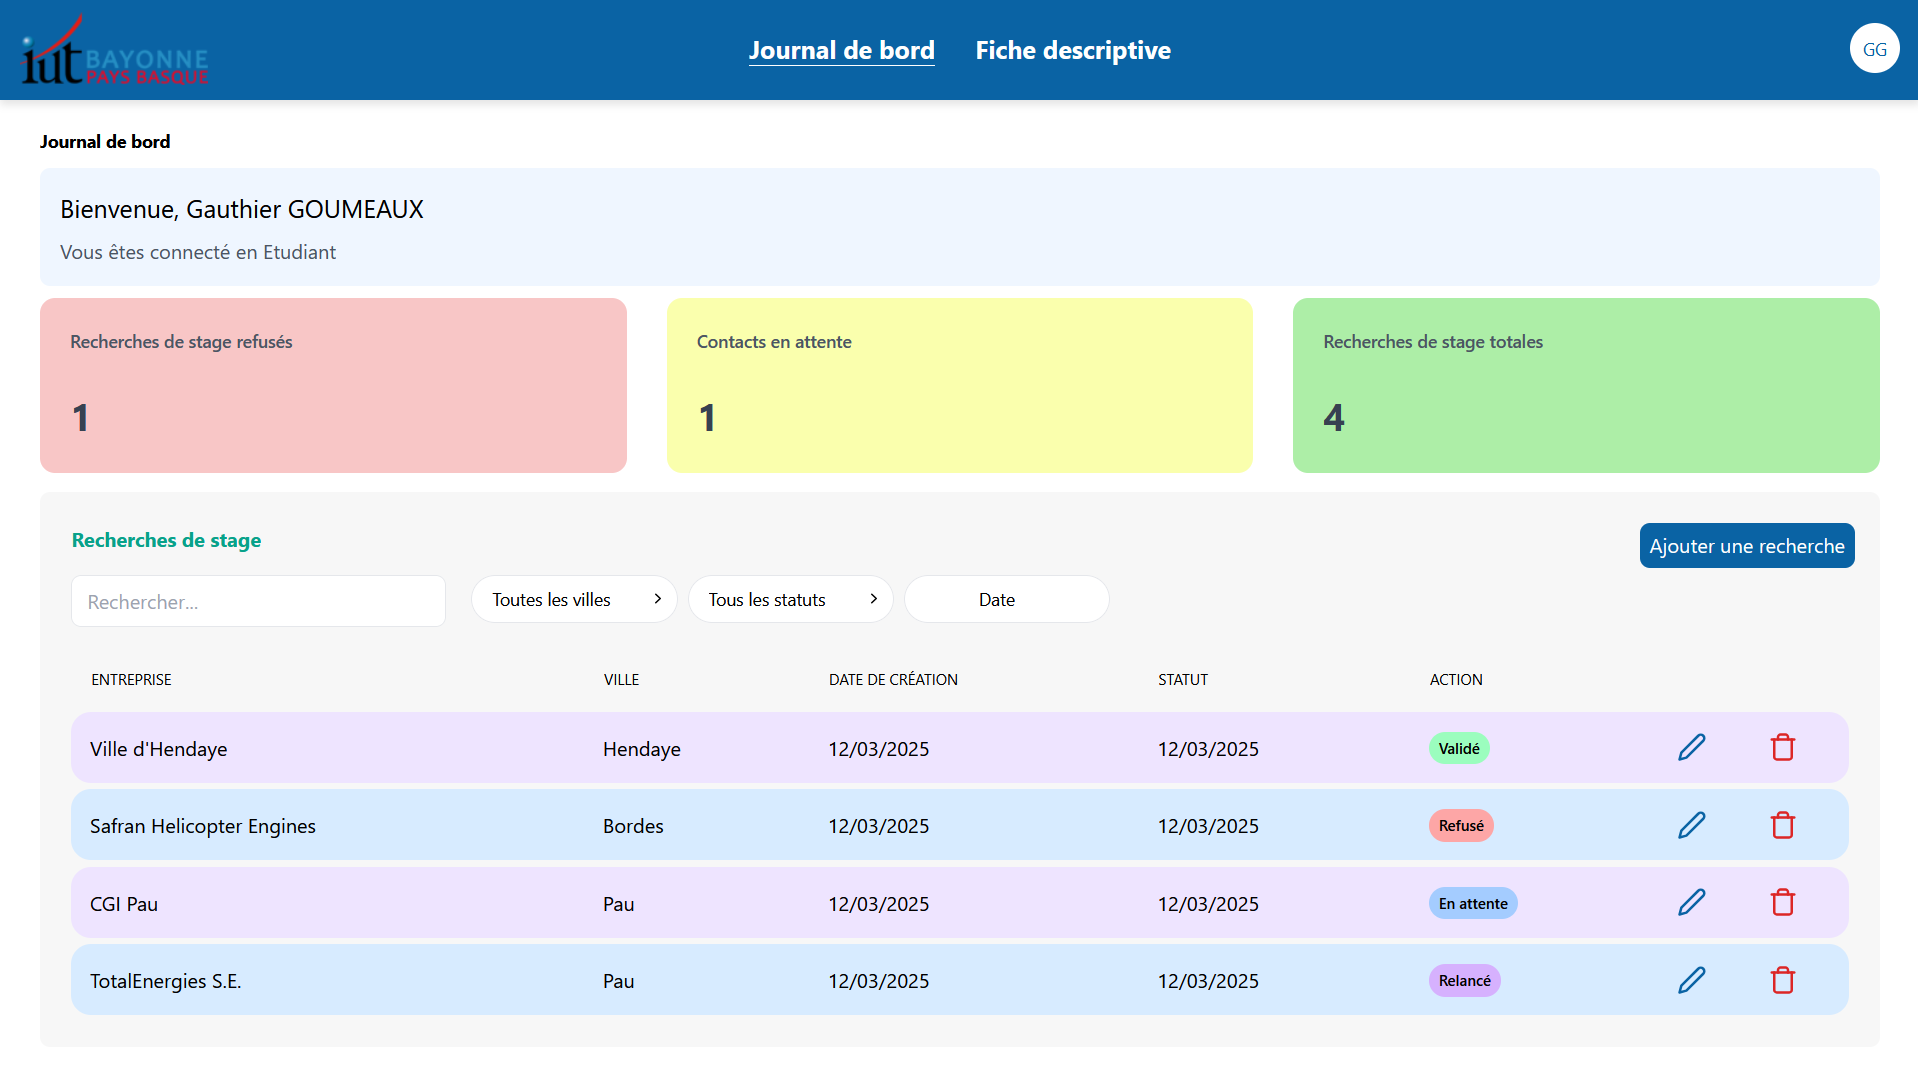 iut BAYONNE
PAYS BASQUE
Journal de bord
Fiche descriptive
GG
Journal de bord
Bienvenue, Gauthier GOUMEAUX
Vous êtes connecté en Etudiant
Recherches de stage refusés
1
Contacts en attente
1
Recherches de stage totales
4
Recherches de stage
Ajouter une recherche
Rechercher...
Toutes les villes
Tous les statuts
Date
ENTREPRISE VILLE DATE DE CRÉATION STATUT ACTION
Ville d'Hendaye Hendaye 12/03/2025 12/03/2025 Validé
Safran Helicopter Engines Bordes 12/03/2025 12/03/2025 Refusé
CGI Pau Pau 12/03/2025 12/03/2025 En attente
TotalEnergies S.E. Pau 12/03/2025 12/03/2025 Relancé